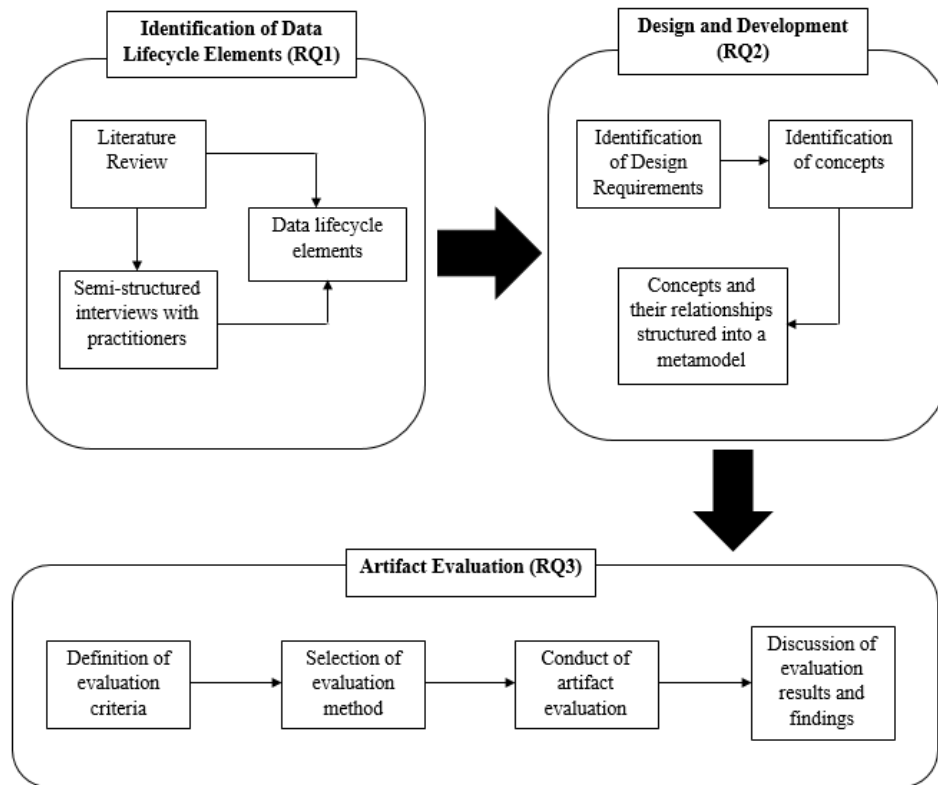 Identification of Data
Lifecycle Elements (RQ1)
Literature
Review
Data lifecycle
elements
Semi-structured
interviews with
practitioners
Design and Development
(RQ2)
Identification
of Design
Requirements
Identification
of concepts
Concepts and
their relationships
structured into a
metamodel
Artifact Evaluation (RQ3)
Definition of
evaluation
criteria
Selection of
evaluation
method
Conduct of
artifact
evaluation
Discussion of
evaluation
results and
findings